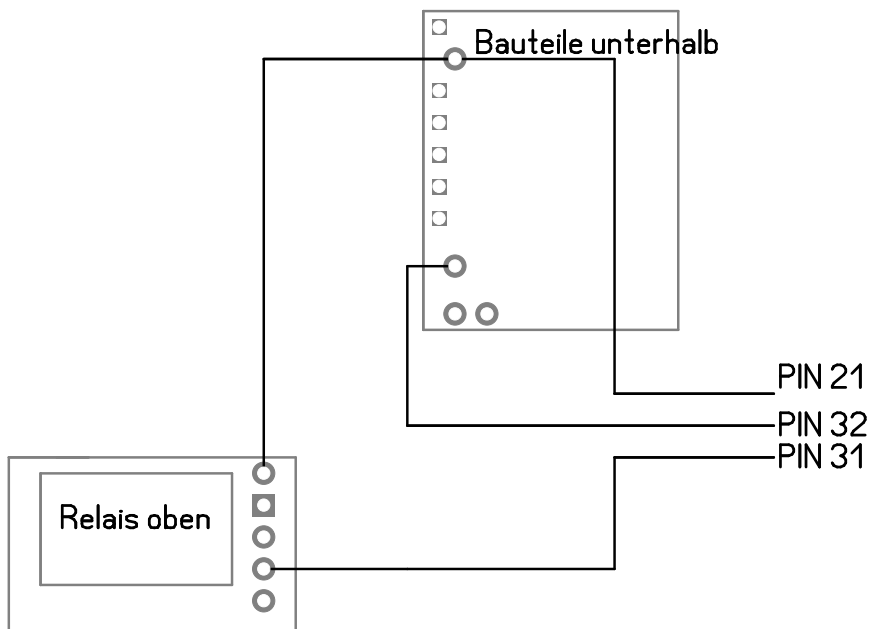 Bauteile unterhalb
PIN 21
PIN 32
PIN 31
Relais oben